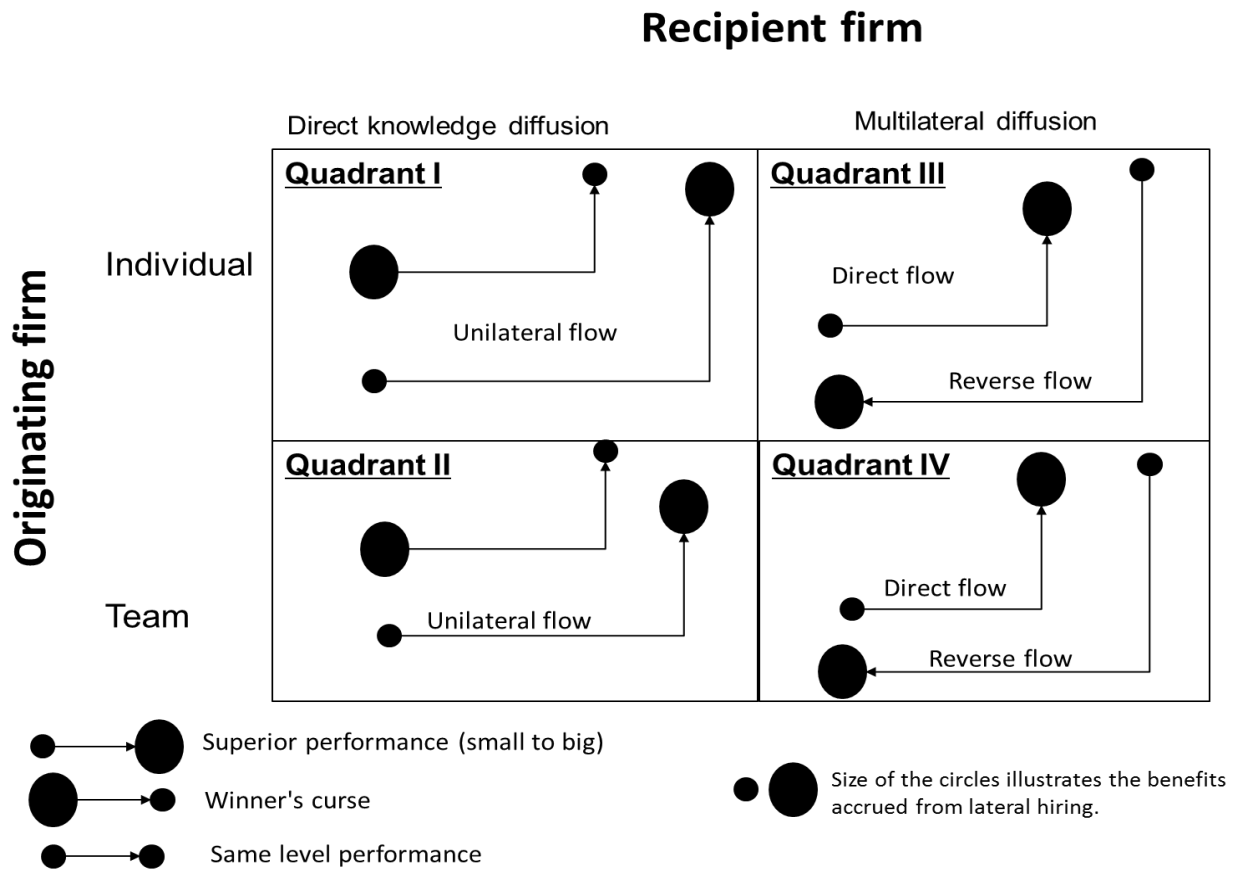 Recipient firm
Direct knowledge diffusion
Multilateral diffusion
Originating firm
Individual
Team
Quadrant I
Unilateral flow
Quadrant III
Direct flow
Reverse flow
Quadrant II
Unilateral flow
Quadrant IV
Direct flow
Reverse flow
Superior performance (small to big)
Winner's curse
Same level performance
Size of the circles illustrates the benefits
accrued from lateral hiring.